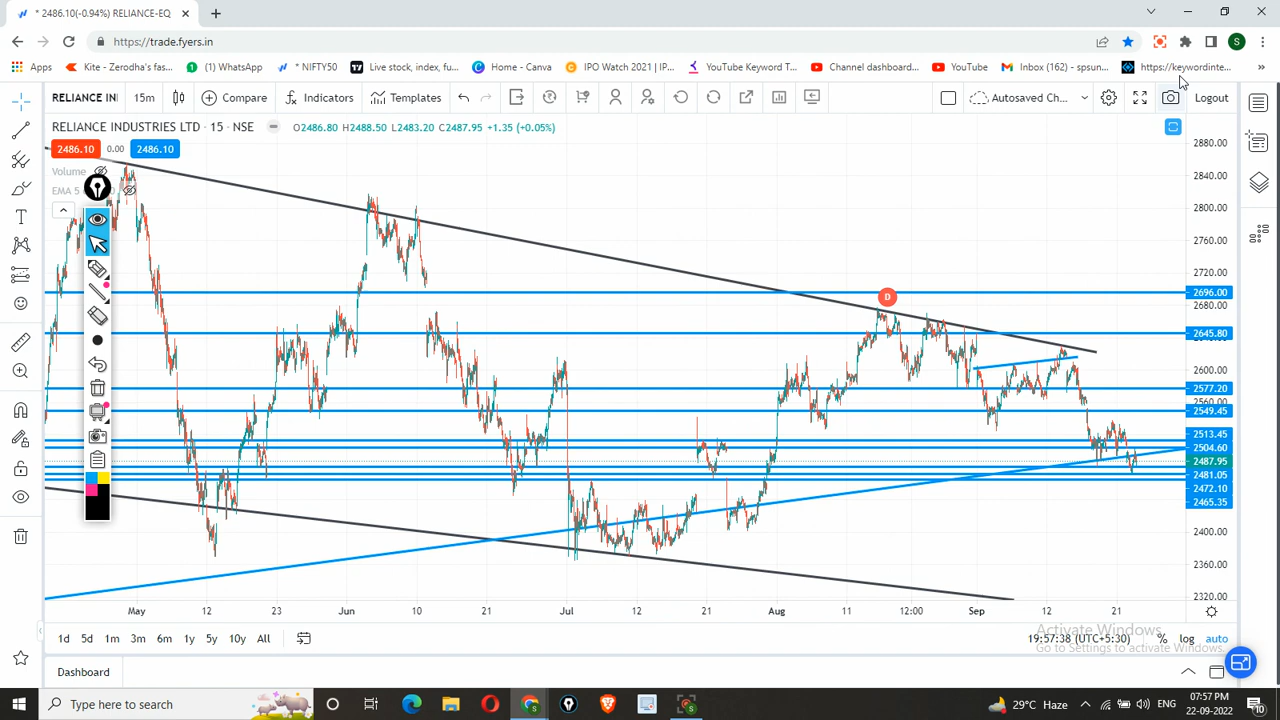 * 2486.10(-0.94%) RELIANCE-EQ
https://trade.fyers.in
S
Apps
Kite - Zerodha's fas...
(1) WhatsApp
* NIFTY50
Live stock, index, fu...
Home - Canva
IPO Watch 2021 | IP...
YouTube Keyword T...
Channel dashboard...
YouTube
Inbox (162) - spsun...
https://keywordinte...
»
RELIANCE IN
15m
Compare
Indicators
Templates
Autosaved Ch...
Logout
RELIANCE INDUSTRIES LTD · 15 · NSE
O2486.80 H2488.50 L2483.20 C2487.95 +1.35 (+0.05%)
2486.10
0.00
2486.10
Volume
EMA 5
D
2880.00
2840.00
2800.00
2760.00
2720.00
2696.00
2680.00
2645.80
2600.00
2577.20
2560.00
2549.45
2513.45
2504.60
2487.95
2481.05
2472.10
2465.35
2400.00
2360.00
2320.00
May
12
23
Jun
10
21
Jul
12
21
Aug
11
12:00
Sep
12
21
1d
5d
1m
3m
6m
1y
5y
10y
All
19:57:38 (UTC+5:30)
%
log
auto
Activate Windows
Go to Settings to activate Windows.
Dashboard
Type here to search
29°C Haze
ENG
07:57 PM
22-09-2022
10